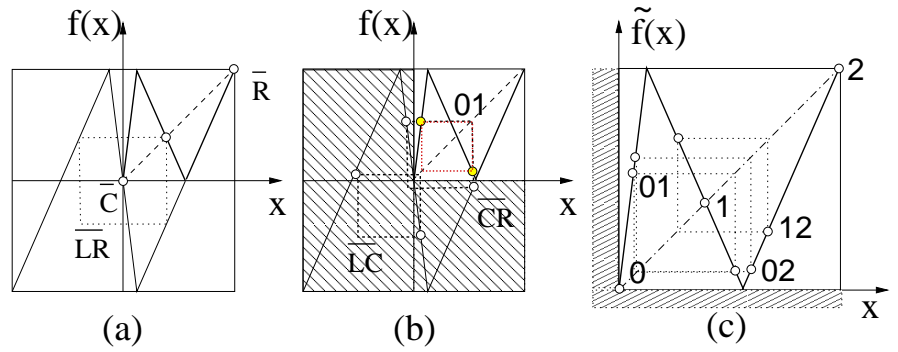 f(x)
R̅
C̅
L̅R̅
x
(a)
f(x)
01
C̅R̅
L̅C̅
x
(b)
f̃(x)
2
01
1
12
0
02
x
(c)